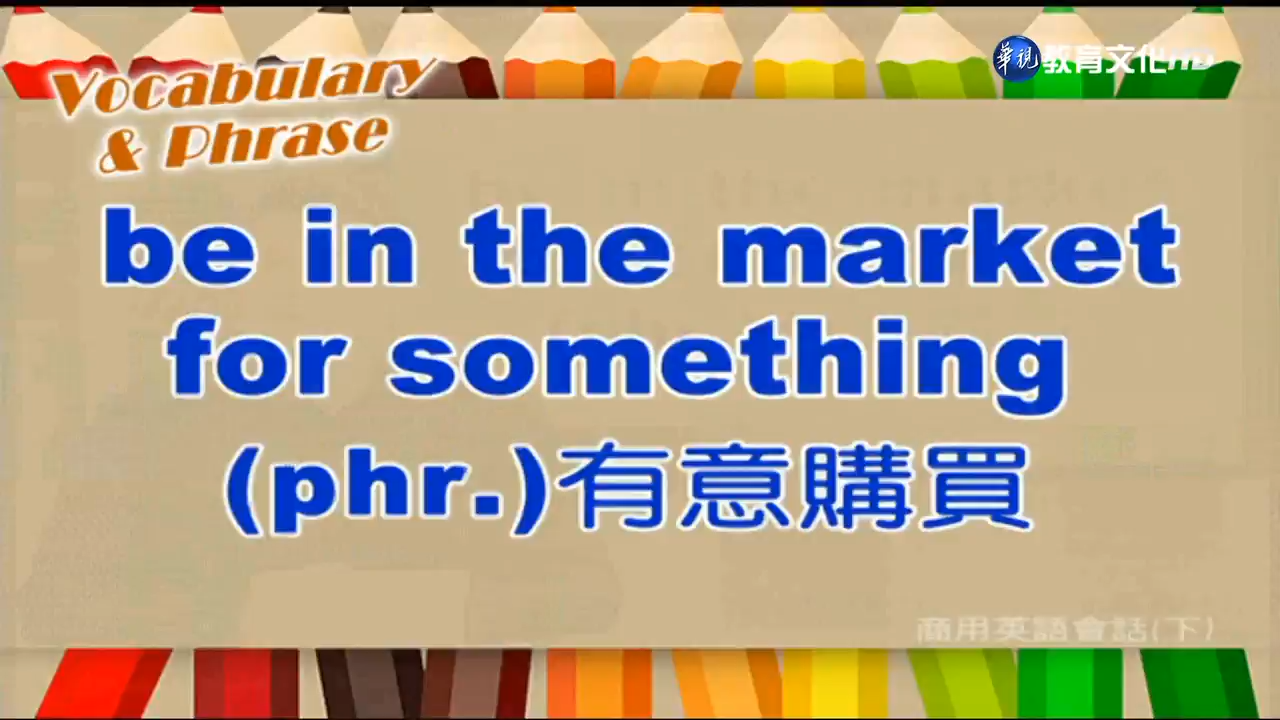 Vocabulary
& Phrase
華視 教育文化HD
be in the market
for something
(phr.)有意購買
商用英語會話(下)